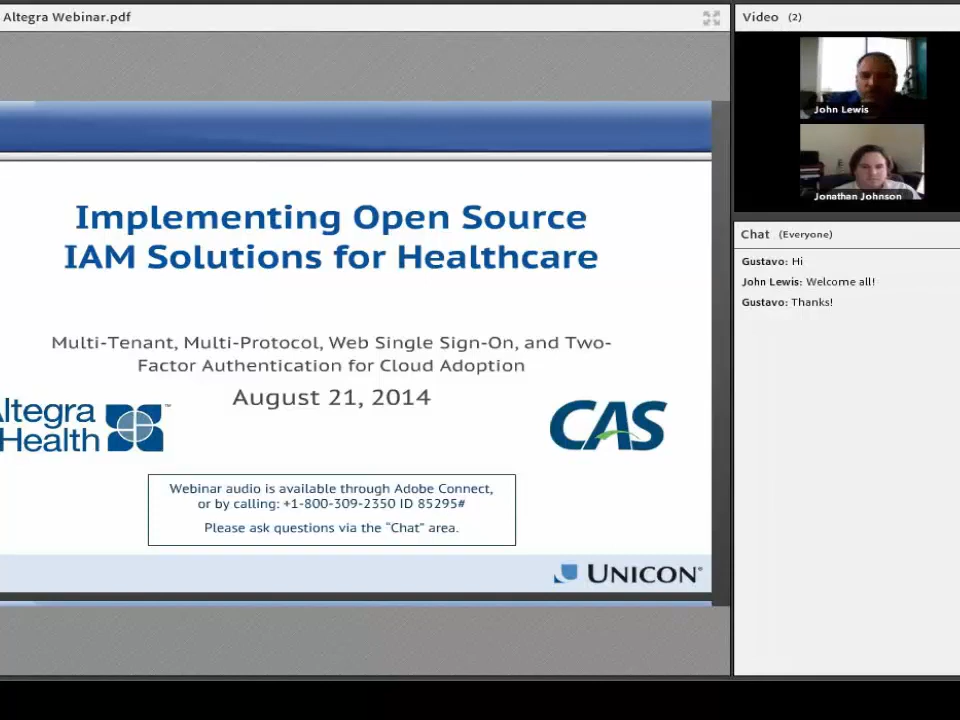 Altegra Webinar.pdf
Implementing Open Source
IAM Solutions for Healthcare
Multi-Tenant, Multi-Protocol, Web Single Sign-On, and Two-
Factor Authentication for Cloud Adoption
August 21, 2014
ltegra
Health
™
CAS
Webinar audio is available through Adobe Connect,
or by calling: +1-800-309-2350 ID 85295#
Please ask questions via the “Chat” area.
UNICON®
Video (2)
John Lewis
Jonathan Johnson
Chat (Everyone)
Gustavo: Hi
John Lewis: Welcome all!
Gustavo: Thanks!